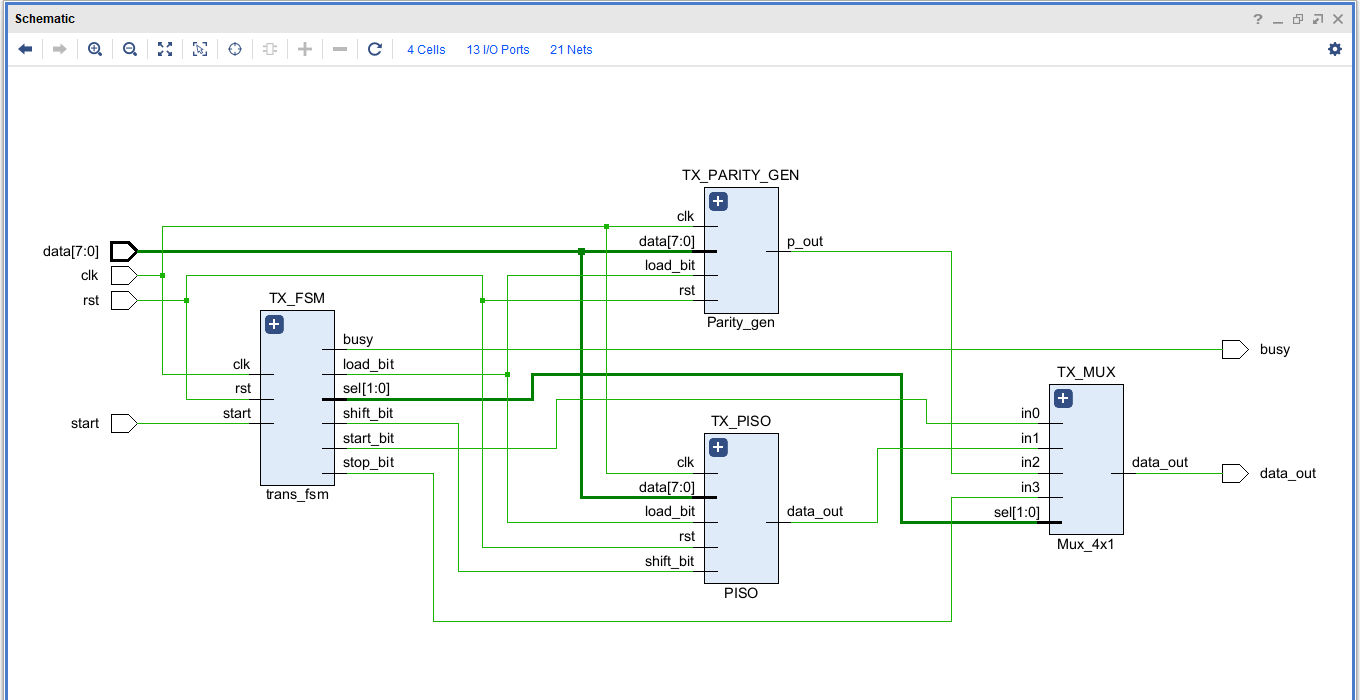 Schematic
4 Cells 13 I/O Ports 21 Nets
data[7:0]
clk
rst
start
TX_FSM
clk
rst
start
busy
load_bit
sel[1:0]
shift_bit
start_bit
stop_bit
trans_fsm
TX_PARITY_GEN
clk
data[7:0]
load_bit
rst
p_out
Parity_gen
TX_PISO
clk
data[7:0]
load_bit
rst
shift_bit
data_out
PISO
TX_MUX
in0
in1
in2
in3
sel[1:0]
data_out
Mux_4x1
busy
data_out